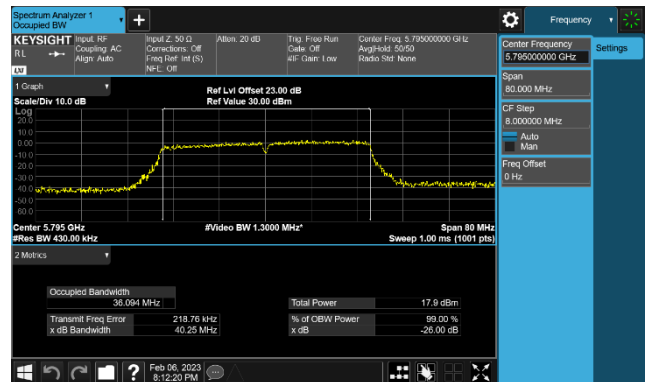 Spectrum Analyzer 1
Occupied BW
+
Frequency
KEYSIGHT
RL
LXI
Input: RF
Coupling: AC
Align: Auto
Input Z: 50 Ω
Corrections: Off
Freq Ref: Int (S)
NFE: Off
Atten: 20 dB
Trig: Free Run
Gate: Off
#IF Gain: Low
Center Freq: 5.795000000 GHz
Avg|Hold: 50/50
Radio Std: None
Center Frequency
5.795000000 GHz
Settings
Span
80.000 MHz
CF Step
8.000000 MHz
Auto
Man
Freq Offset
0 Hz
1 Graph
Scale/Div 10.0 dB
Ref Lvl Offset 23.00 dB
Ref Value 30.00 dBm
Log
20.0
10.0
0.00
-10.0
-20.0
-30.0
-40.0
-50.0
-60.0
Center 5.795 GHz
#Res BW 430.00 kHz
#Video BW 1.3000 MHz*
Span 80 MHz
Sweep 1.00 ms (1001 pts)
2 Metrics
Occupied Bandwidth
36.094 MHz
Total Power
17.9 dBm
Transmit Freq Error
218.76 kHz
% of OBW Power
99.00 %
x dB Bandwidth
40.25 MHz
x dB
-26.00 dB
?
Feb 06, 2023
8:12:20 PM